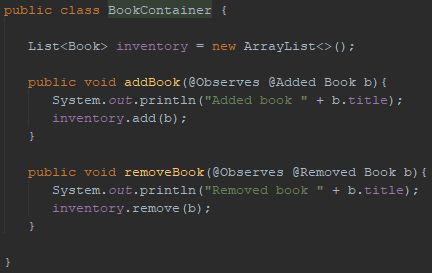 public class BookContainer {
List<Book> inventory = new ArrayList<>();
public void addBook(@Observes @Added Book b){
System.out.println("Added book " + b.title);
inventory.add(b);
}
public void removeBook(@Observes @Removed Book b){
System.out.println("Removed book " + b.title);
inventory.remove(b);
}
}